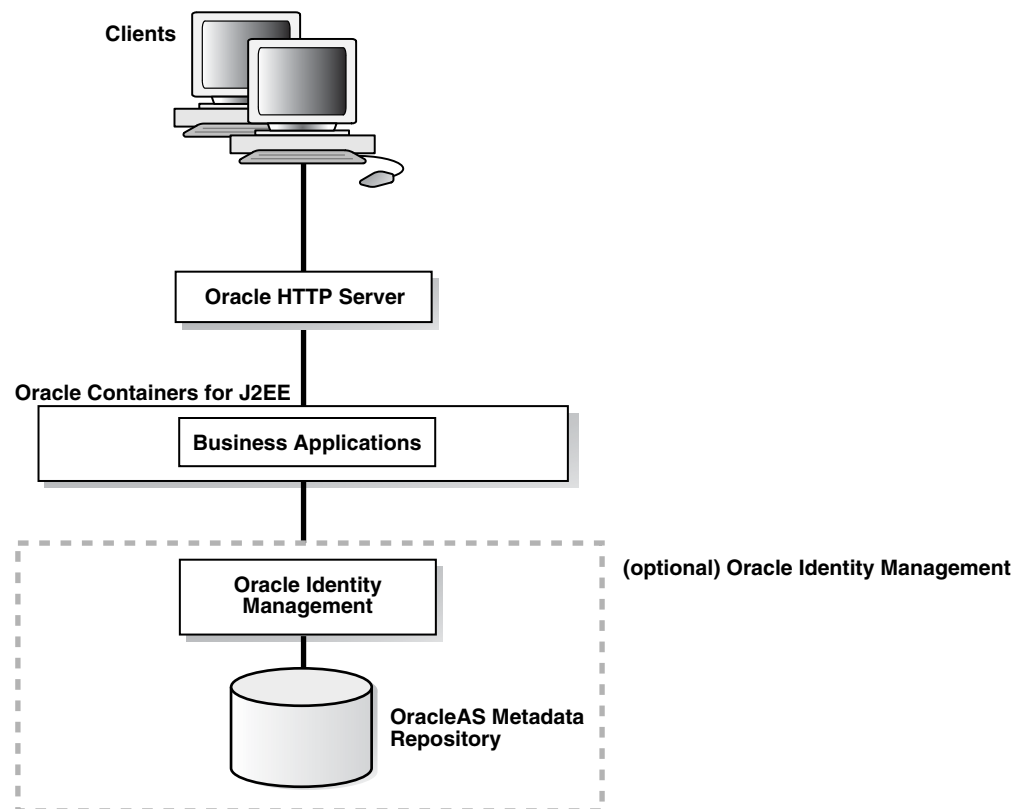 Clients
Oracle HTTP Server
Oracle Containers for J2EE
Business Applications
Oracle Identity
Management
(optional) Oracle Identity Management
OracleAS Metadata
Repository